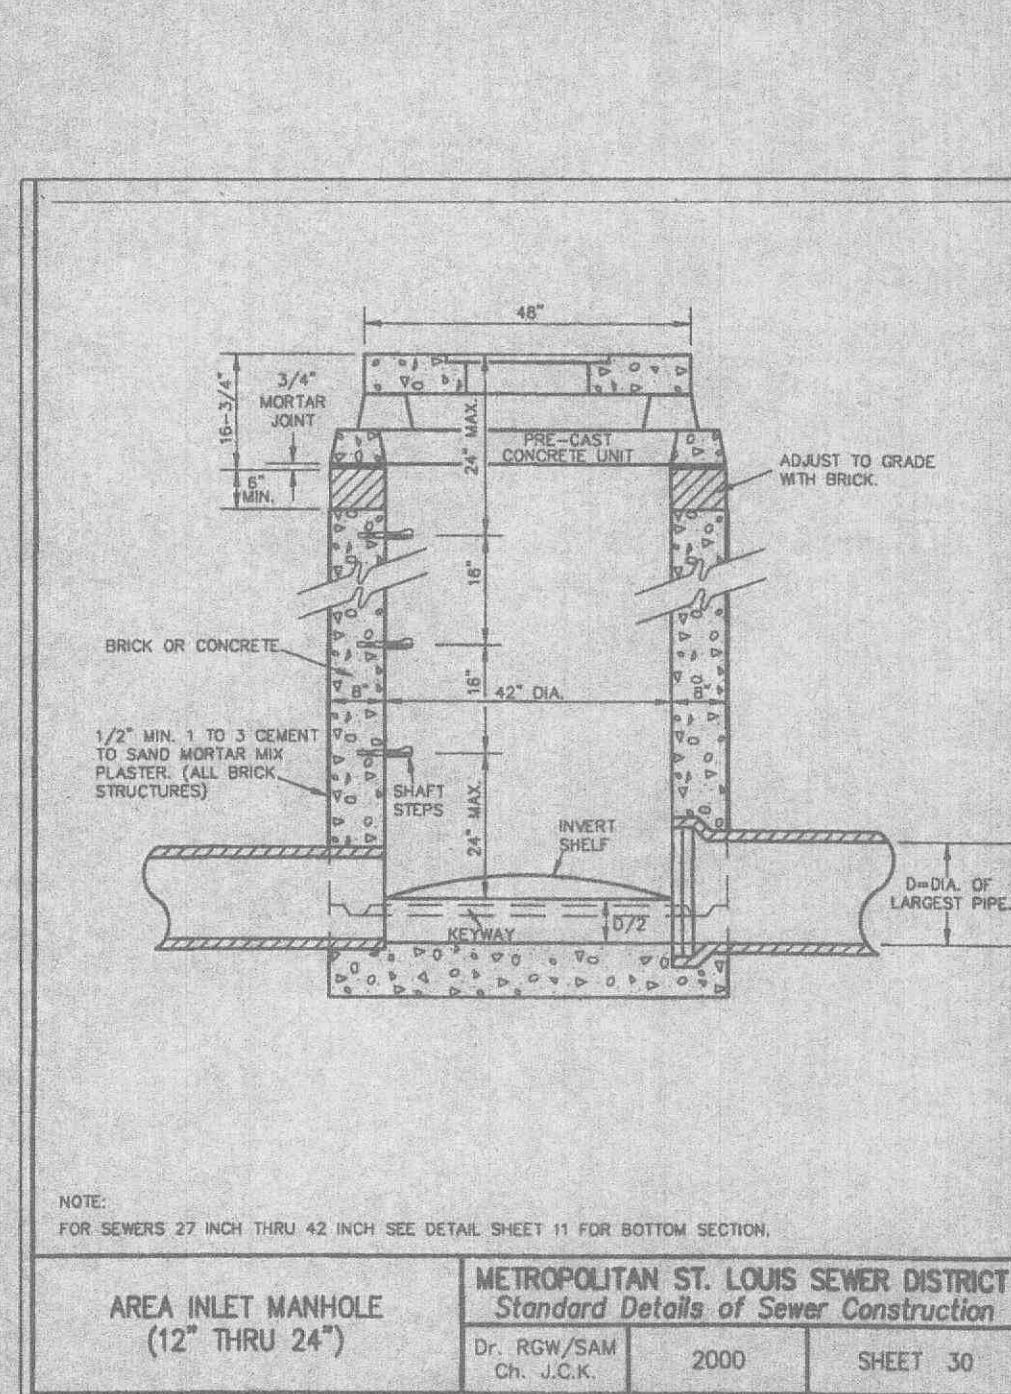 48"
16-3/4"
3/4"
MORTAR
JOINT
24" MAX.
PRE-CAST
CONCRETE UNIT
ADJUST TO GRADE
WITH BRICK.
6"
MIN.
16"
BRICK OR CONCRETE
16"
8"
42" DIA.
8"
1/2" MIN. 1 TO 3 CEMENT
TO SAND MORTAR MIX
PLASTER. (ALL BRICK
STRUCTURES)
SHAFT
STEPS
24" MAX.
INVERT
SHELF
D=DIA. OF
LARGEST PIPE.
D/2
KEYWAY
NOTE:
FOR SEWERS 27 INCH THRU 42 INCH SEE DETAIL SHEET 11 FOR BOTTOM SECTION.
AREA INLET MANHOLE
(12" THRU 24")
METROPOLITAN ST. LOUIS SEWER DISTRICT
Standard Details of Sewer Construction
Dr. RGW/SAM
Ch. J.C.K.
2000
SHEET 30